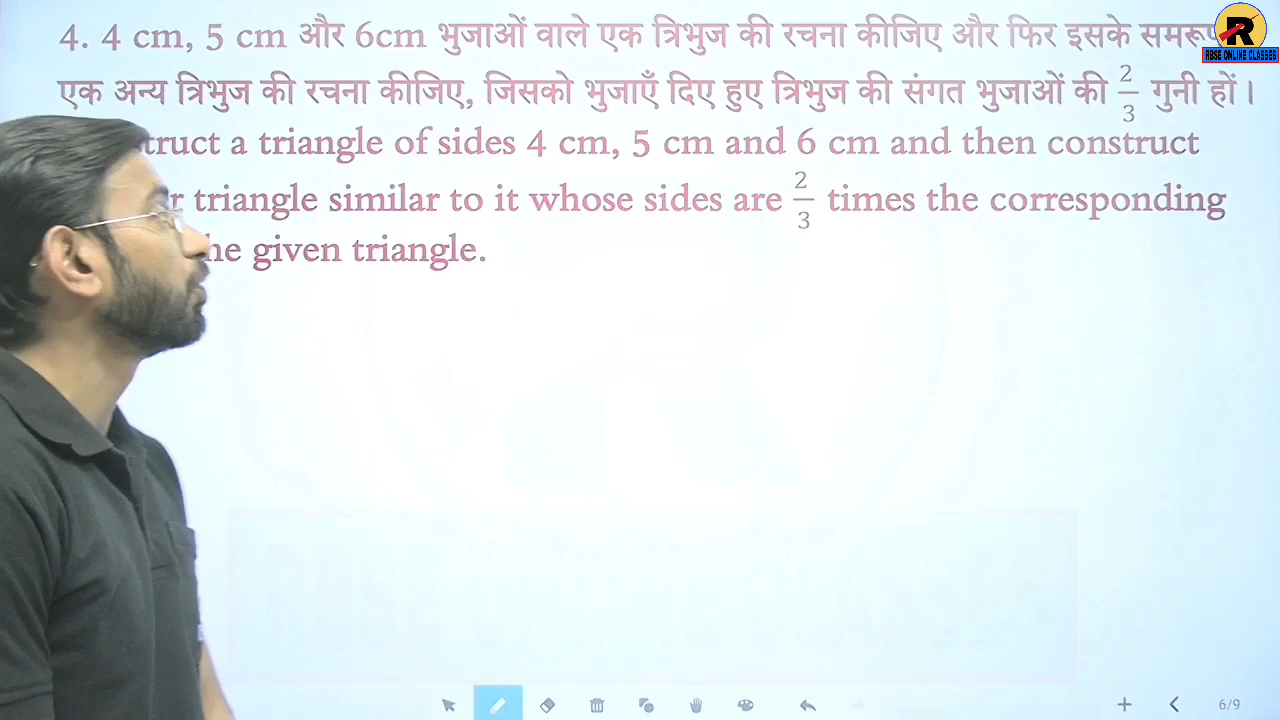 4. 4 cm, 5 cm और 6cm भुजाओं वाले एक त्रिभुज की रचना कीजिए और फिर इसके
एक अन्य त्रिभुज की रचना कीजिए, जिसको भुजाएँ दिए हुए त्रिभुज की संगत भुजाओं की 2/3 गुनी हों।
a triangle of sides 4 cm, 5 cm and 6 cm and then construct
triangle similar to it whose sides are 2/3 times the corresponding
given triangle.
R
RBSE ONLINE CLASSES
6/9